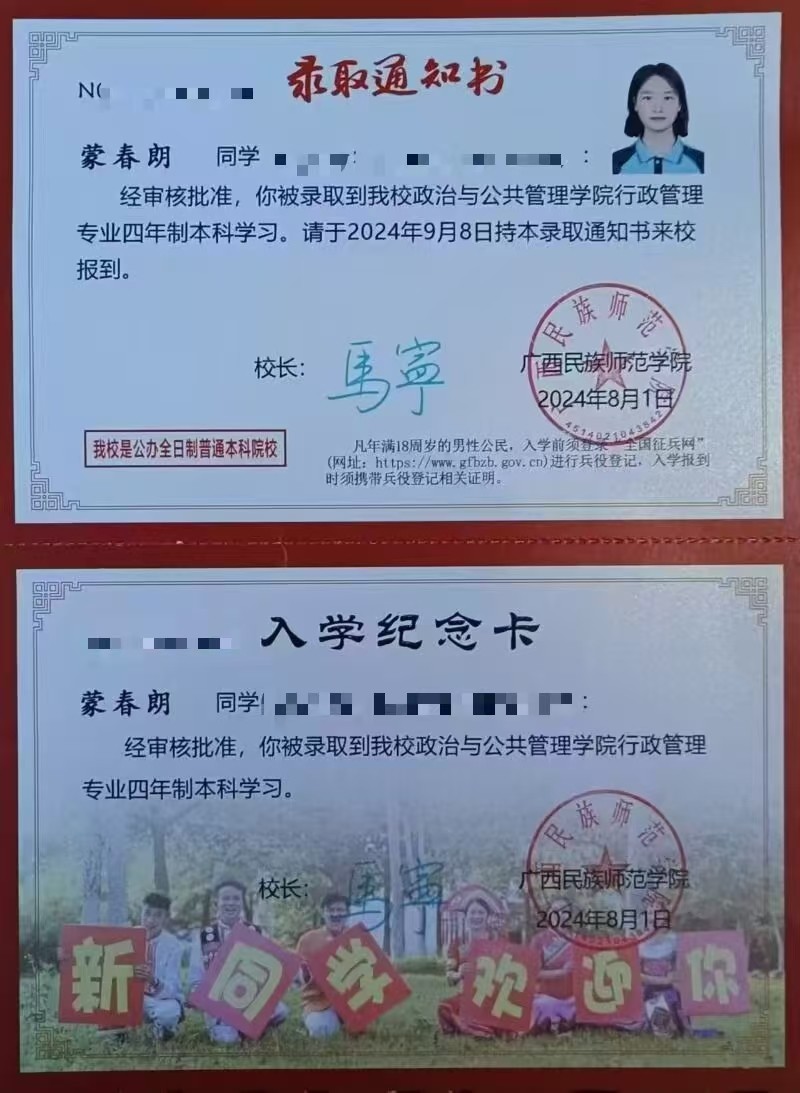 录取通知书
蒙春朗 同学
经审核批准，你被录取到我校政治与公共管理学院行政管理
专业四年制本科学习。请于2024年9月8日持本录取通知书来校
报到。
校长：馬寧
广西民族师范学院
2024年8月1日
4514021043842
我校是公办全日制普通本科院校
凡年满18周岁的男性公民，入学前须登录“全国征兵网”
(网址：https://www.gfbzb.gov.cn)进行兵役登记，入学报到
时须携带兵役登记相关证明。
入学纪念卡
蒙春朗 同学
经审核批准，你被录取到我校政治与公共管理学院行政管理
专业四年制本科学习。
校长：馬寧
广西民族师范学院
2024年8月1日
新同学欢迎你